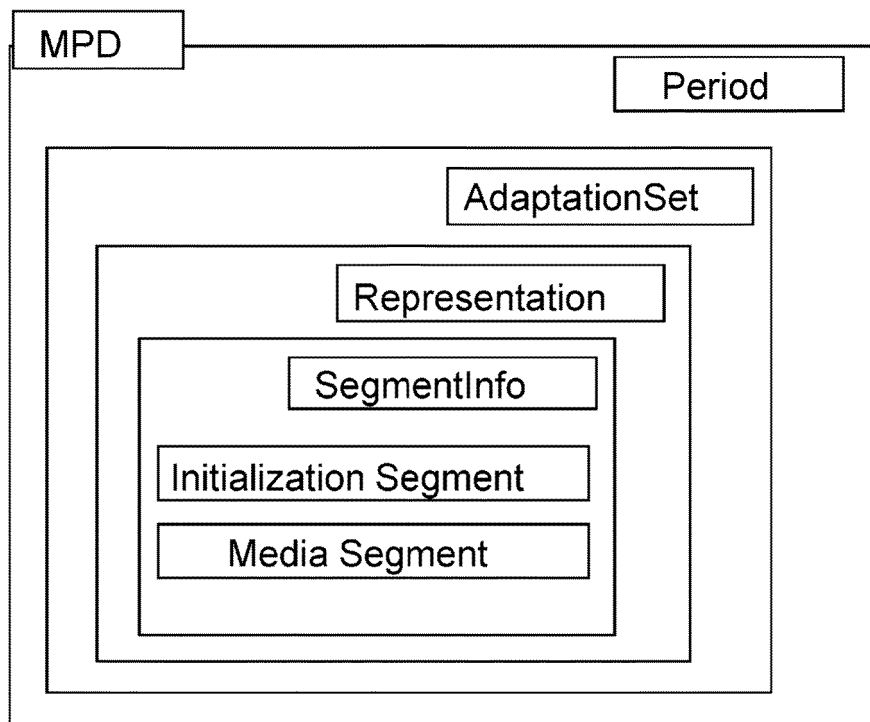 MPD
Period
AdaptationSet
Representation
SegmentInfo
Initialization Segment
Media Segment